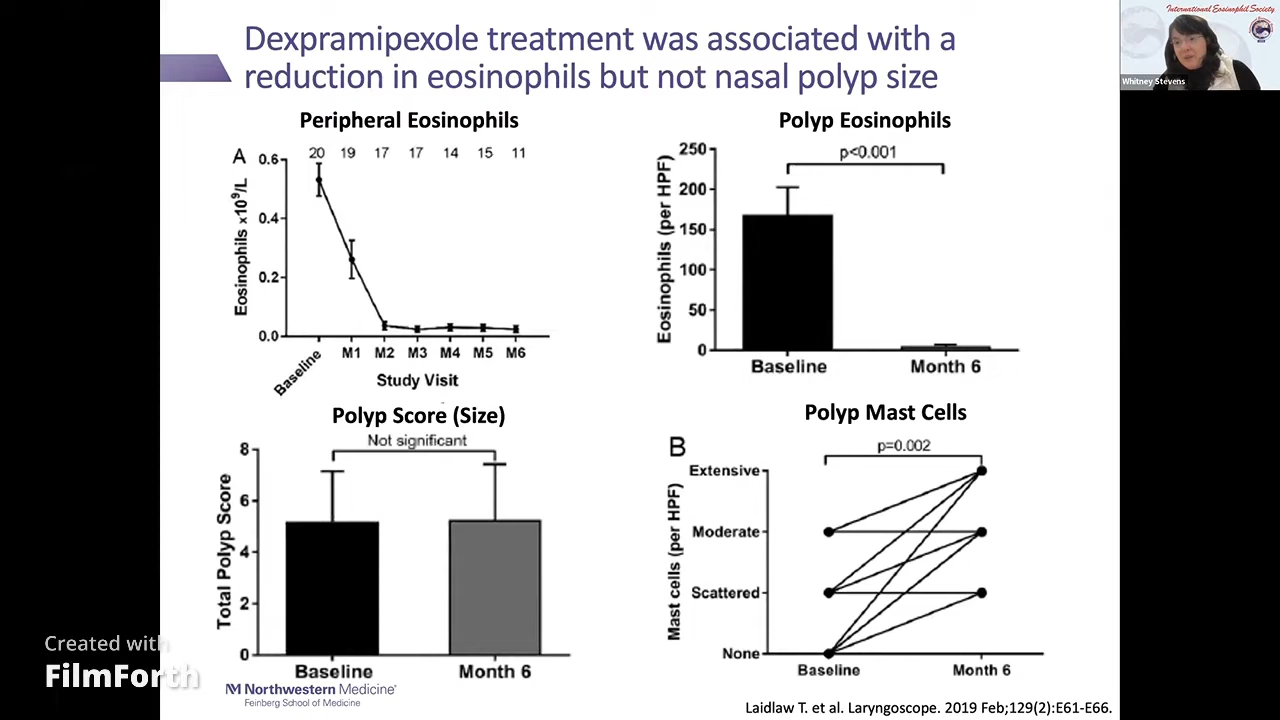 International Eosinophil Society
Whitney Stevens
Dexpramipexole treatment was associated with a
reduction in eosinophils but not nasal polyp size
Peripheral Eosinophils
A
20 19 17 17 14 15 11
Eosinophils x10⁹/L
0.6
0.4
0.2
0.0
Baseline M1 M2 M3 M4 M5 M6
Study Visit
Polyp Eosinophils
p<0.001
Eosinophils (per HPF)
250
200
150
100
50
0
Baseline Month 6
Polyp Score (Size)
Not significant
Total Polyp Score
8
6
4
2
0
Baseline Month 6
Polyp Mast Cells
B
p=0.002
Mast cells (per HPF)
Extensive
Moderate
Scattered
None
Baseline Month 6
Created with
FilmForth
NM Northwestern Medicine®
Feinberg School of Medicine
Laidlaw T. et al. Laryngoscope. 2019 Feb;129(2):E61-E66.